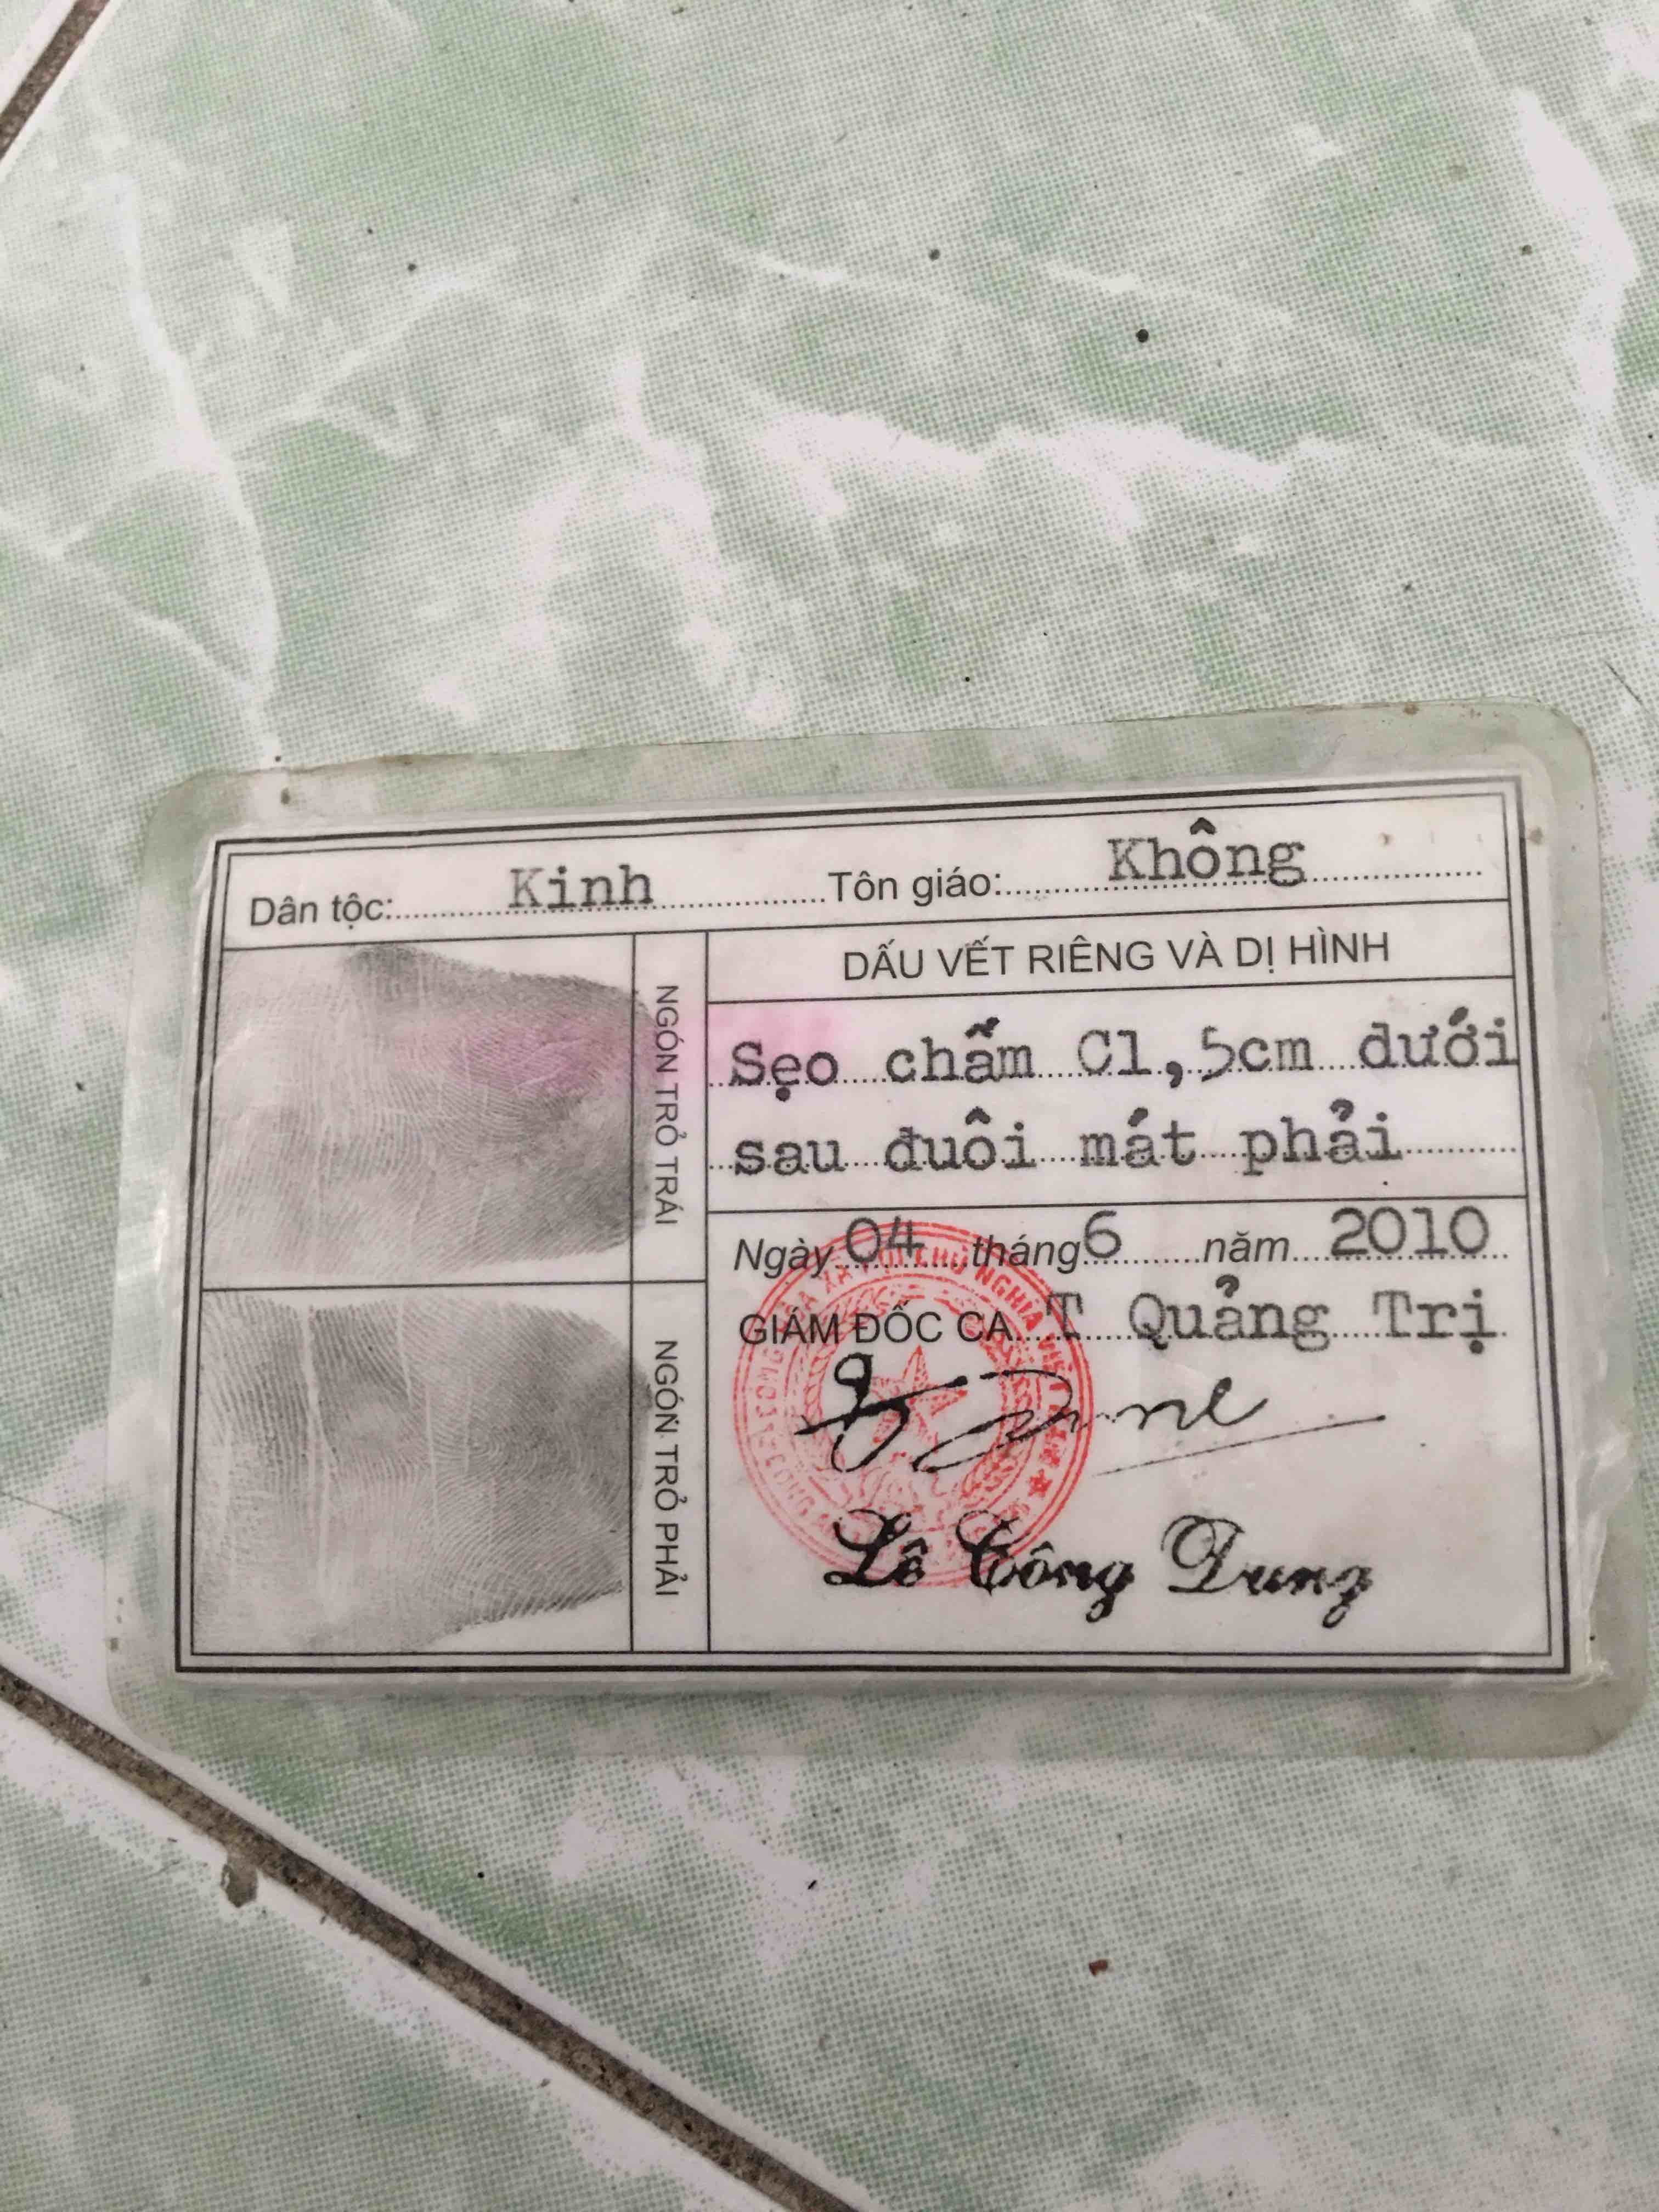 Dân tộc: Kinh Tôn giáo: Không
NGÓN TRỎ TRÁI
DẤU VẾT RIÊNG VÀ DỊ HÌNH
Sẹo chấm C1,5cm dưới
sau đuôi mắt phải
NGÓN TRỎ PHẢI
Ngày 04 tháng 6 năm 2010
GIÁM ĐỐC CA T Quảng Trị
Lê Công Dung